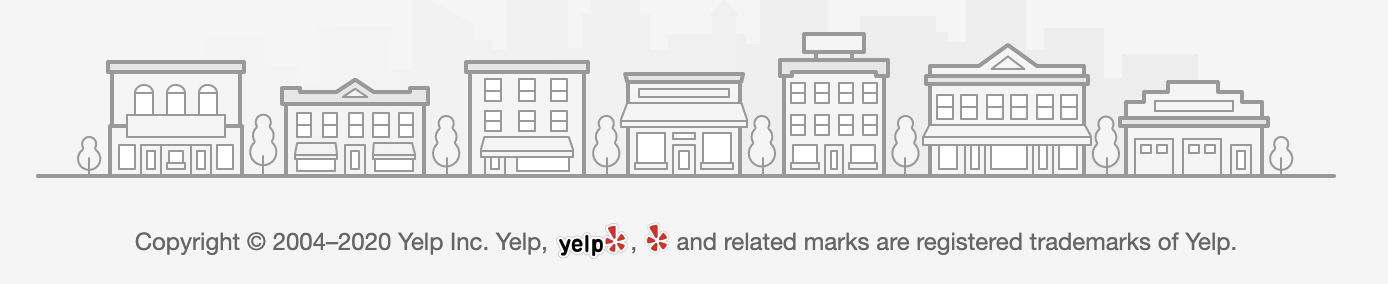 Copyright © 2004–2020 Yelp Inc. Yelp, yelp, and related marks are registered trademarks of Yelp.